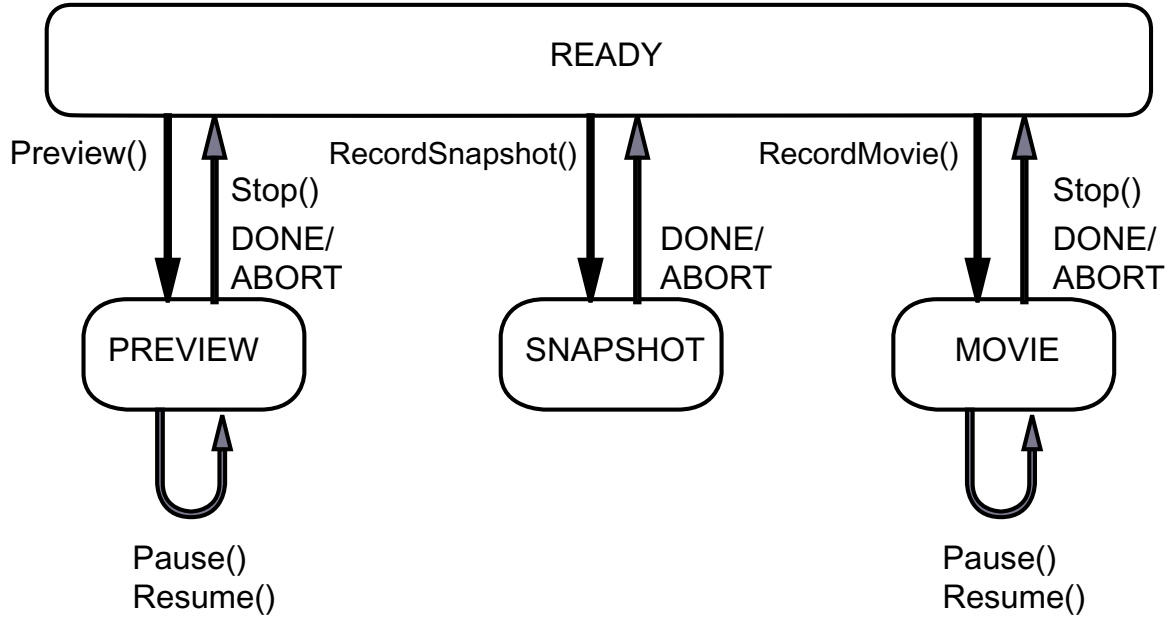 READY
Preview()
RecordSnapshot()
RecordMovie()
Stop()
DONE/
ABORT
DONE/
ABORT
Stop()
DONE/
ABORT
PREVIEW
SNAPSHOT
MOVIE
Pause()
Resume()
Pause()
Resume()